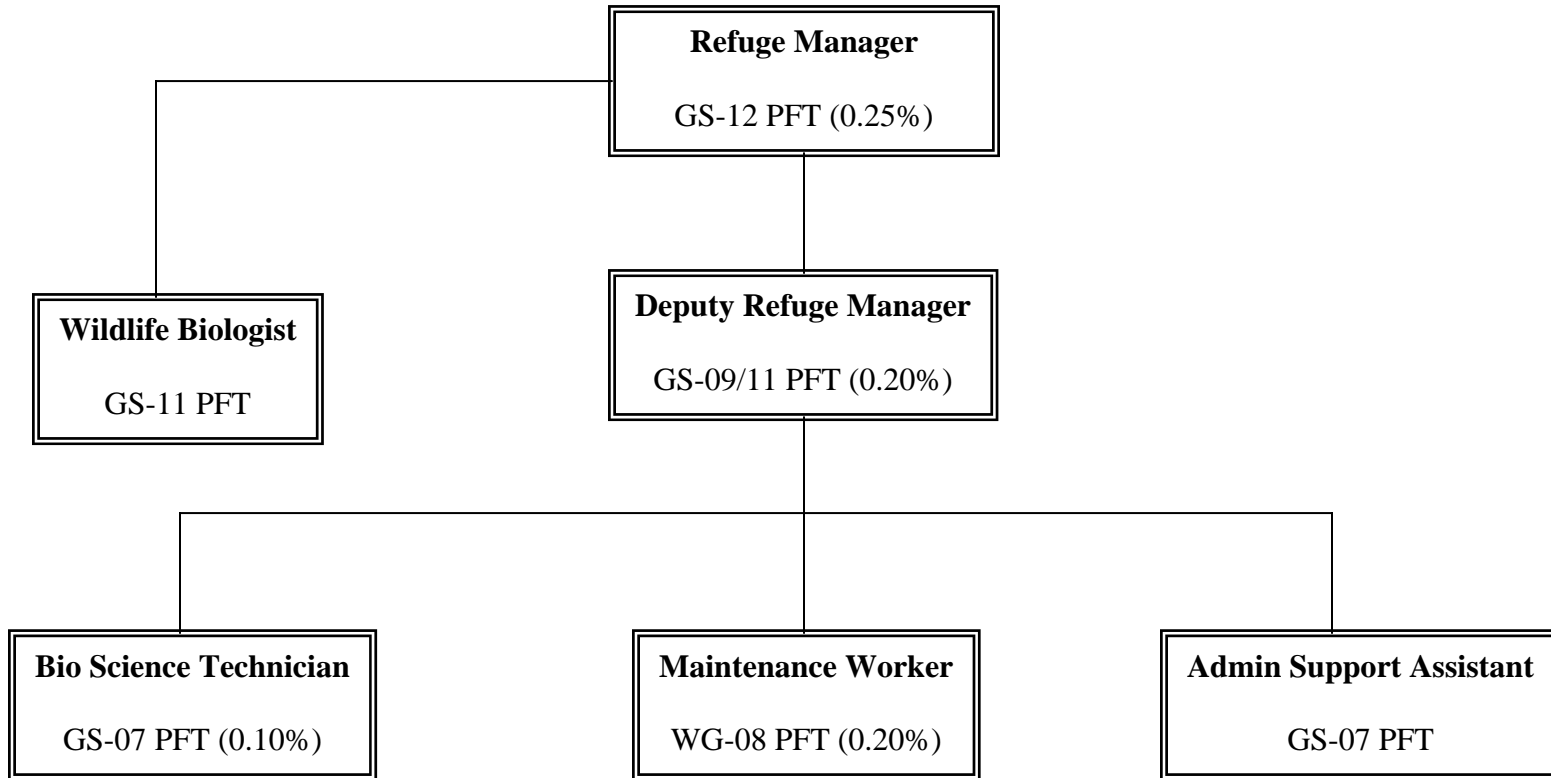 Refuge Manager
GS-12 PFT (0.25%)
Wildlife Biologist
GS-11 PFT
Deputy Refuge Manager
GS-09/11 PFT (0.20%)
Bio Science Technician
GS-07 PFT (0.10%)
Maintenance Worker
WG-08 PFT (0.20%)
Admin Support Assistant
GS-07 PFT